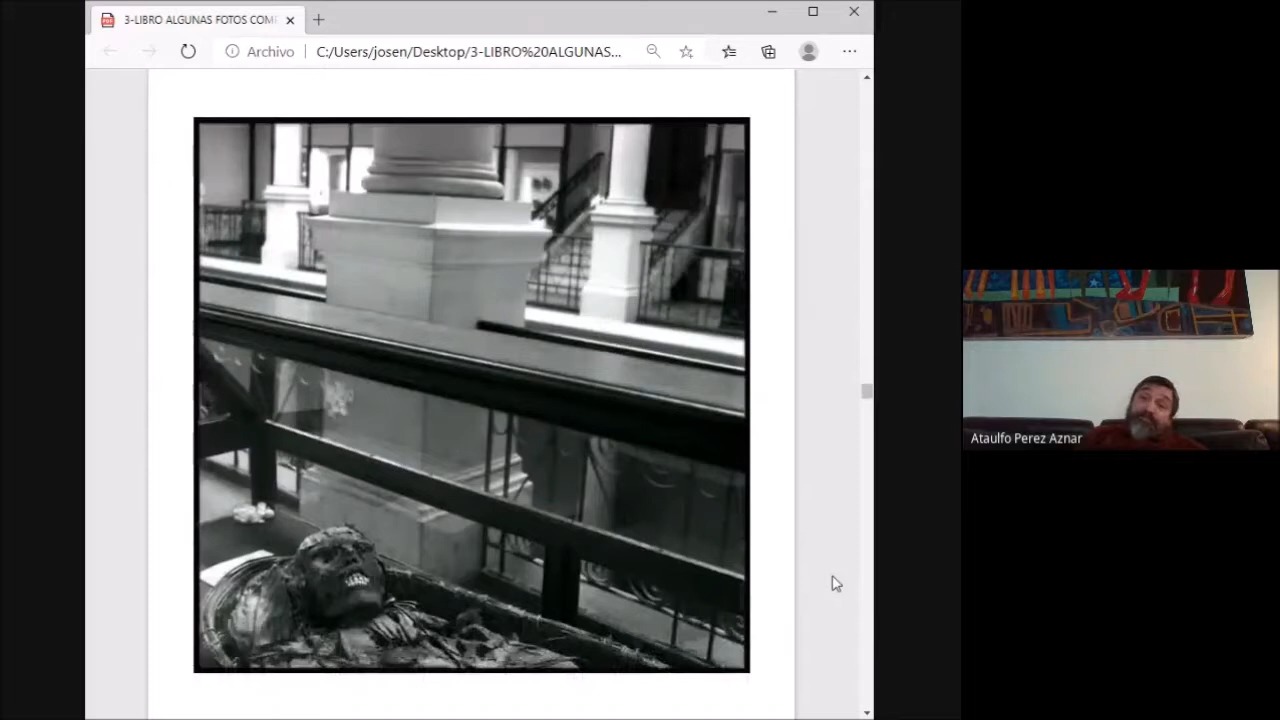 3-LIBRO ALGUNAS FOTOS COM
Archivo
C:/Users/josen/Desktop/3-LIBRO%20ALGUNAS...
Ataulfo Perez Aznar